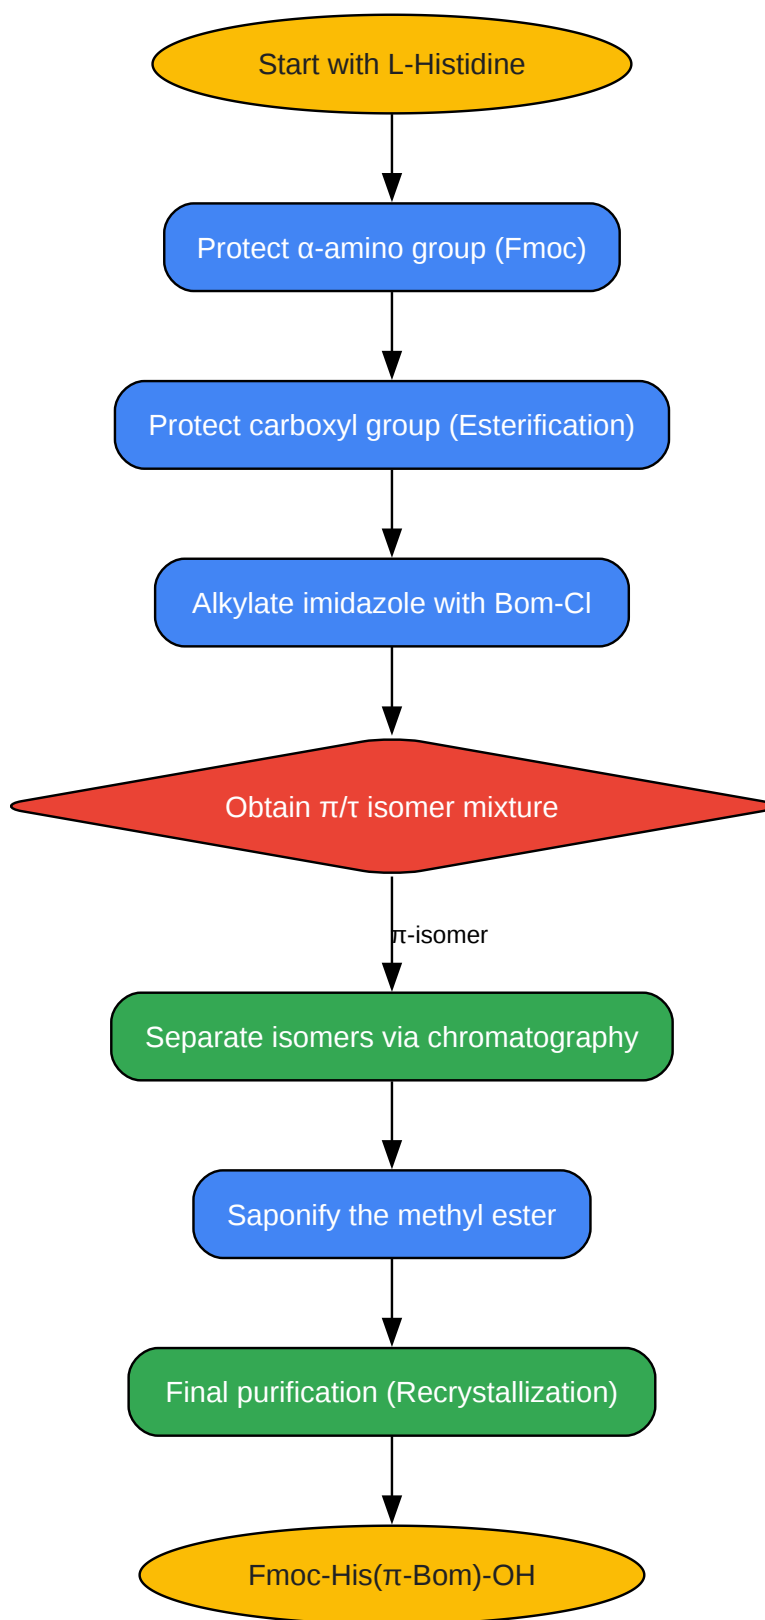 Start with L-Histidine
Protect α-amino group (Fmoc)
Protect carboxyl group (Esterification)
Alkylate imidazole with Bom-Cl
Obtain π/τ isomer mixture
π-isomer
Separate isomers via chromatography
Saponify the methyl ester
Final purification (Recrystallization)
Fmoc-His(π-Bom)-OH